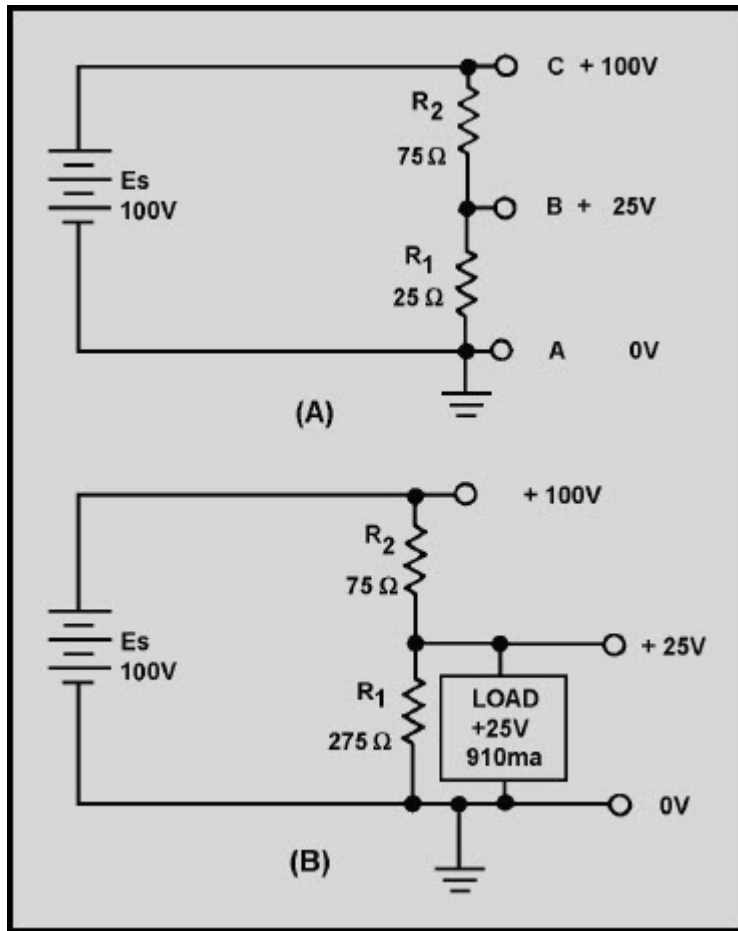 C + 100V
R2
75 Ω
Es
100V
B + 25V
R1
25 Ω
A 0V
(A)
+ 100V
R2
75 Ω
Es
100V
+ 25V
R1
275 Ω
LOAD
+25V
910ma
0V
(B)